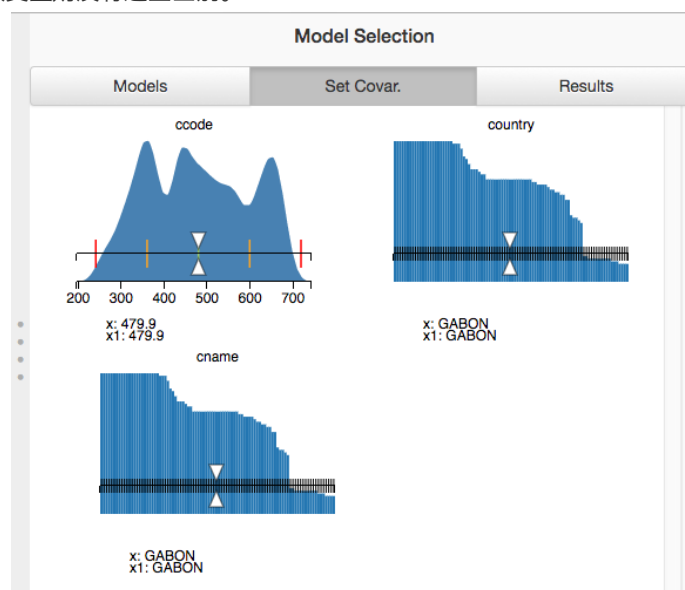 Model Selection
Models
Set Covar.
Results
ccode
country
200 300 400 500 600 700
x: 479.9
x1: 479.9
x: GABON
x1: GABON
cname
x: GABON
x1: GABON